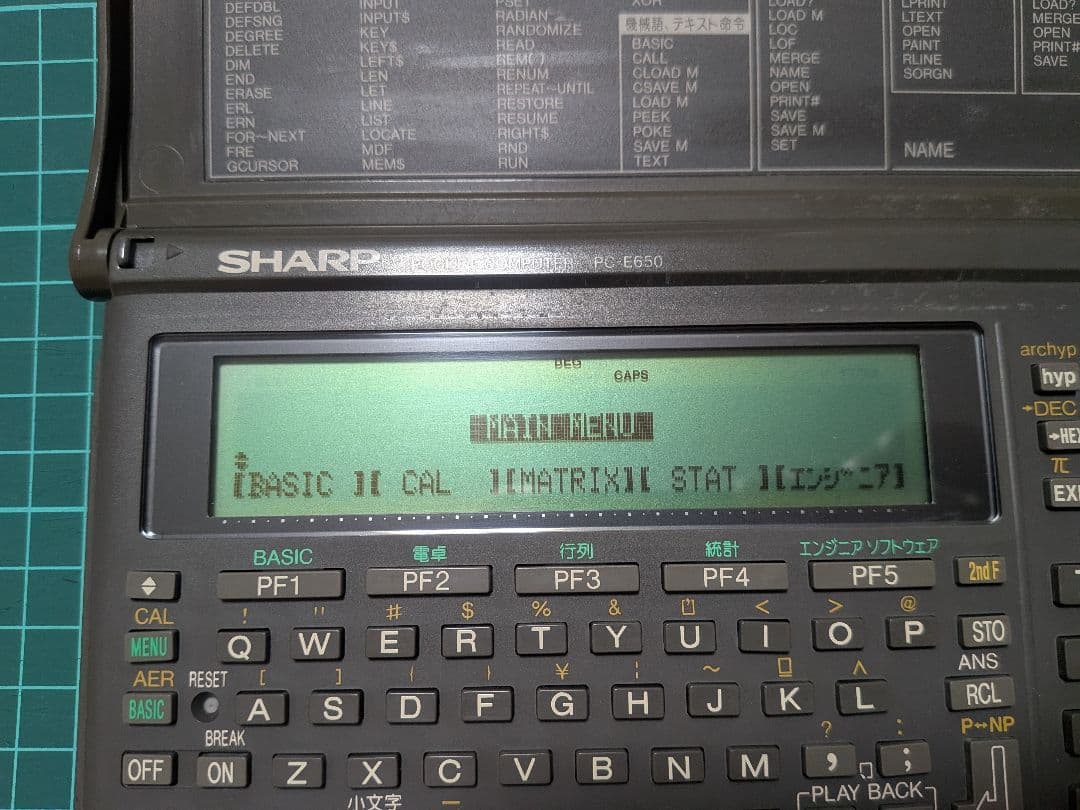 DEFDBL
DEFSNG
DEGREE
DELETE
DIM
END
ERASE
ERL
ERN
FOR~NEXT
FRE
GCURSOR
INPUT
INPUT$
KEY
KEY$
LEFT$
LEN
LET
LINE
LIST
LOCATE
MDF
MEM$
PSET
RADIAN
RANDOMIZE
READ
REM(')
RENUM
REPEAT~UNTIL
RESTORE
RESUME
RIGHT$
RND
RUN
XOR
機械語、テキスト命令
BASIC
CALL
CLOAD M
CSAVE M
LOAD M
PEEK
POKE
SAVE M
TEXT
LOAD?
LOAD M
LOC
LOF
MERGE
NAME
OPEN
PRINT#
SAVE
SAVE M
SET
LPRINT
LTEXT
OPEN
PAINT
RLINE
SORGN
NAME
LOAD?
MERGE
OPEN
PRINT#
SAVE
SHARP POCKET COMPUTER PC-E650
DEG
CAPS
MAIN MENU
[BASIC ][ CAL ][MATRIX][ STAT ][エンジニア]
archyp
hyp
→DEC
→HEX
π
BASIC 電卓 行列 統計 エンジニア ソフトウェア
PF1 PF2 PF3 PF4 PF5 2ndF
CAL ! " # $ % & < > @
MENU Q W E R T Y U I O P STO
AER RESET [ ] { } ¥ ¦ ~ ^ ANS
BASIC A S D F G H J K L RCL
BREAK ? : P↔NP
OFF ON Z X C V B N M , ;
小文字 PLAY BACK